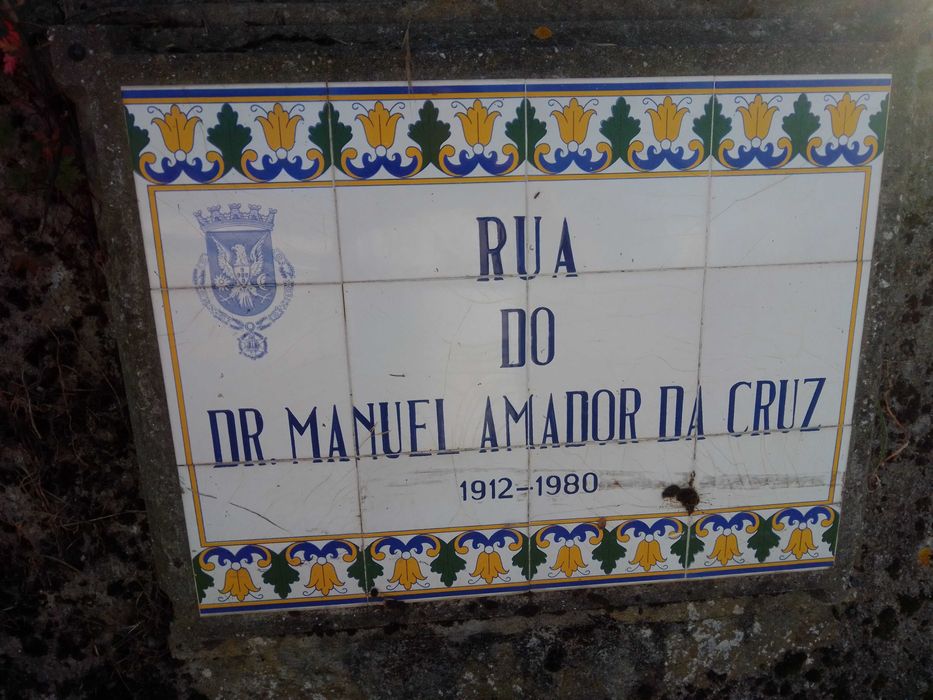 RUA
DO
DR. MANUEL AMADOR DA CRUZ
1912-1980